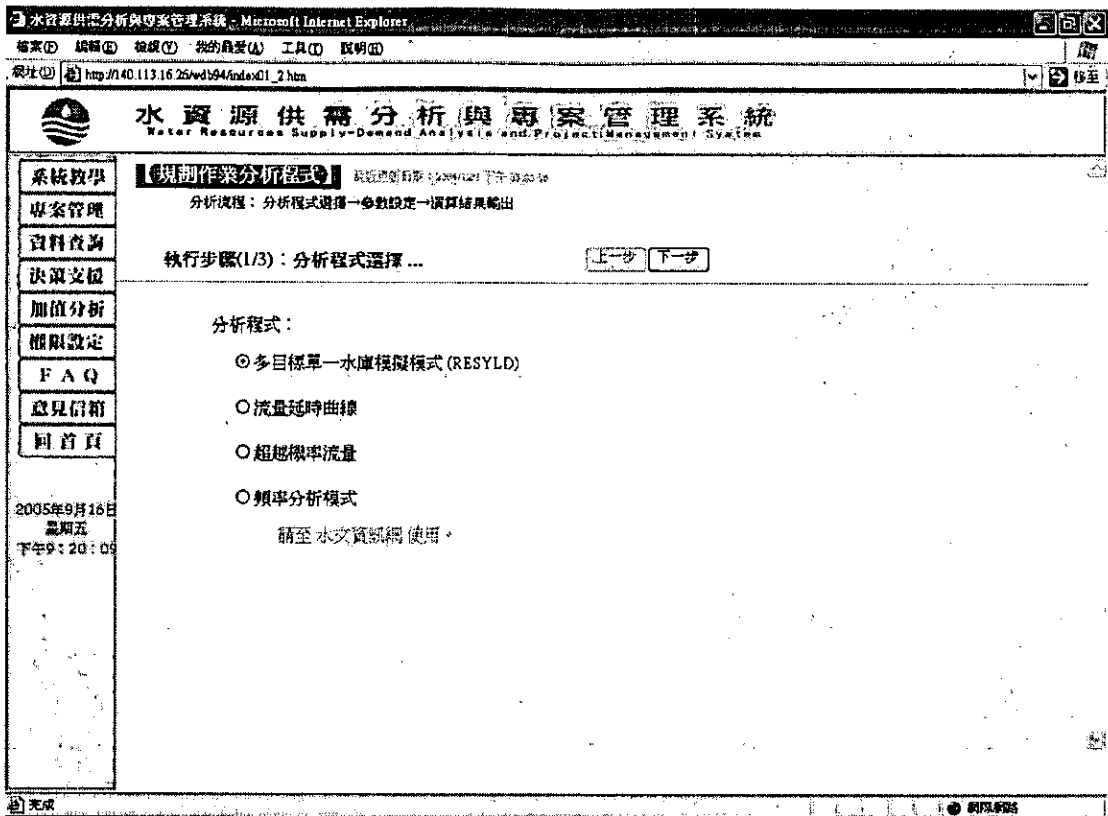 水資源供需分析與專案管理系統 - Microsoft Internet Explorer
檔案(F) 編輯(E) 檢視(V) 我的最愛(A) 工具(T) 說明(H)
網址(D) http://140.113.16.26/wdb94/index01_2.htm 移至
水資源供需分析與專案管理系統
Water Resources Supply-Demand Analysis and Project Management System
系統教學
專案管理
資料查詢
決策支援
加值分析
權限設定
FAQ
意見信箱
回首頁
2005年9月16日
星期五
下午9:20:09
【規劃作業分析程式】
分析流程：分析程式選擇→參數設定→演算結果輸出
執行步驟(1/3)：分析程式選擇 ...
上一步 下一步
分析程式：
多目標單一水庫模擬模式 (RESYLD)
流量延時曲線
超越機率流量
頻率分析模式
請至 水文資訊網 使用。
完成
網際網路